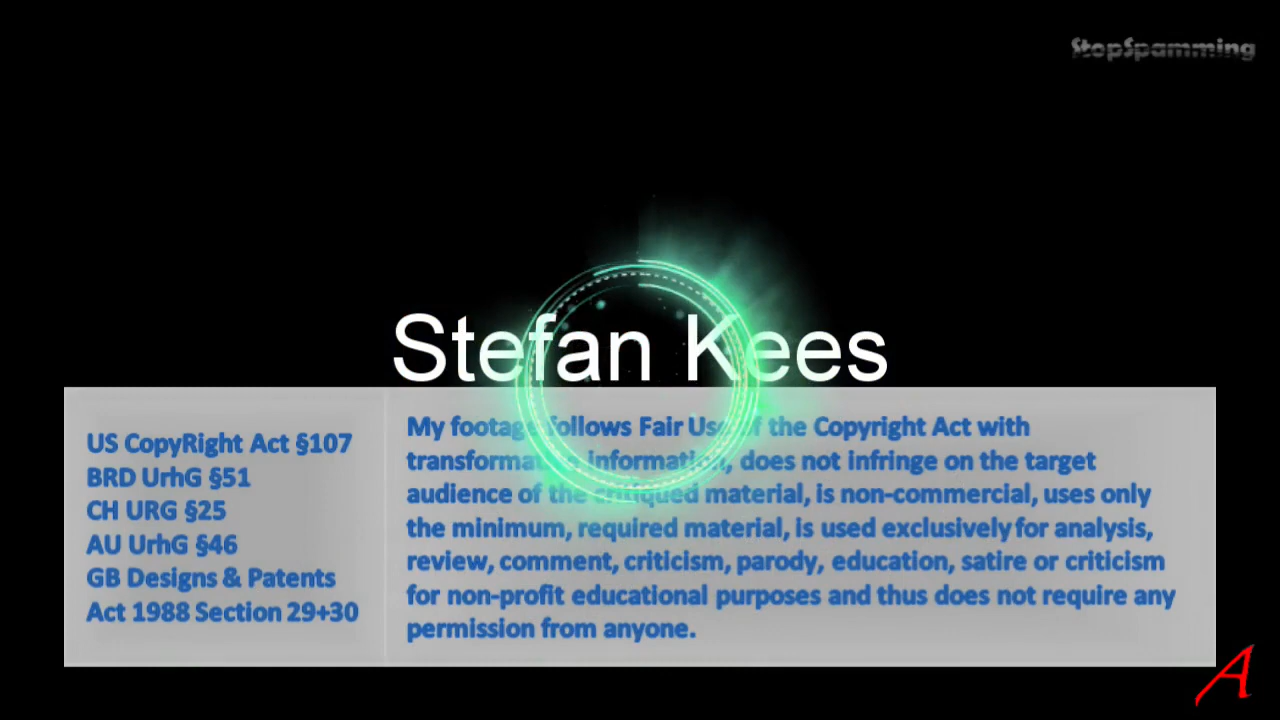 StopSpamming
Stefan Kees
US CopyRight Act §107
BRD UrhG §51
CH URG §25
AU UrhG §46
GB Designs & Patents
Act 1988 Section 29+30
My footage follows Fair Use of the Copyright Act with
transformative information, does not infringe on the target
audience of the critiqued material, is non-commercial, uses only
the minimum, required material, is used exclusively for analysis,
review, comment, criticism, parody, education, satire or criticism
for non-profit educational purposes and thus does not require any
permission from anyone.
A